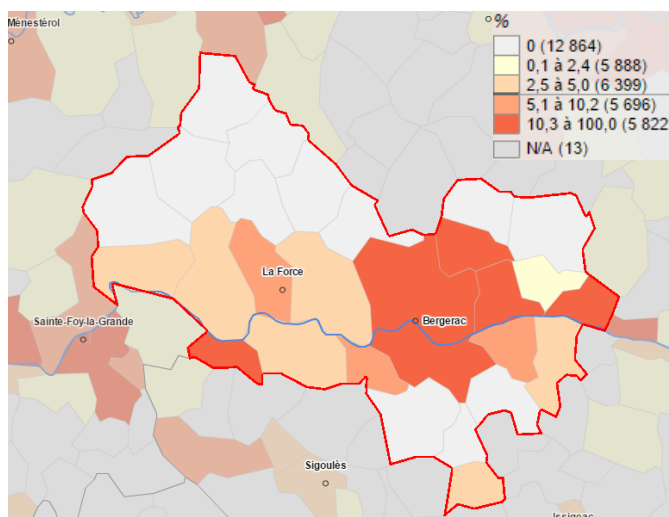 Ménestérol
%
0 (12 864)
0,1 à 2,4 (5 888)
2,5 à 5,0 (6 399)
5,1 à 10,2 (5 696)
10,3 à 100,0 (5 822
N/A (13)
La Force
Sainte-Foy-la-Grande
Bergerac
Sigoulès
Issigeac